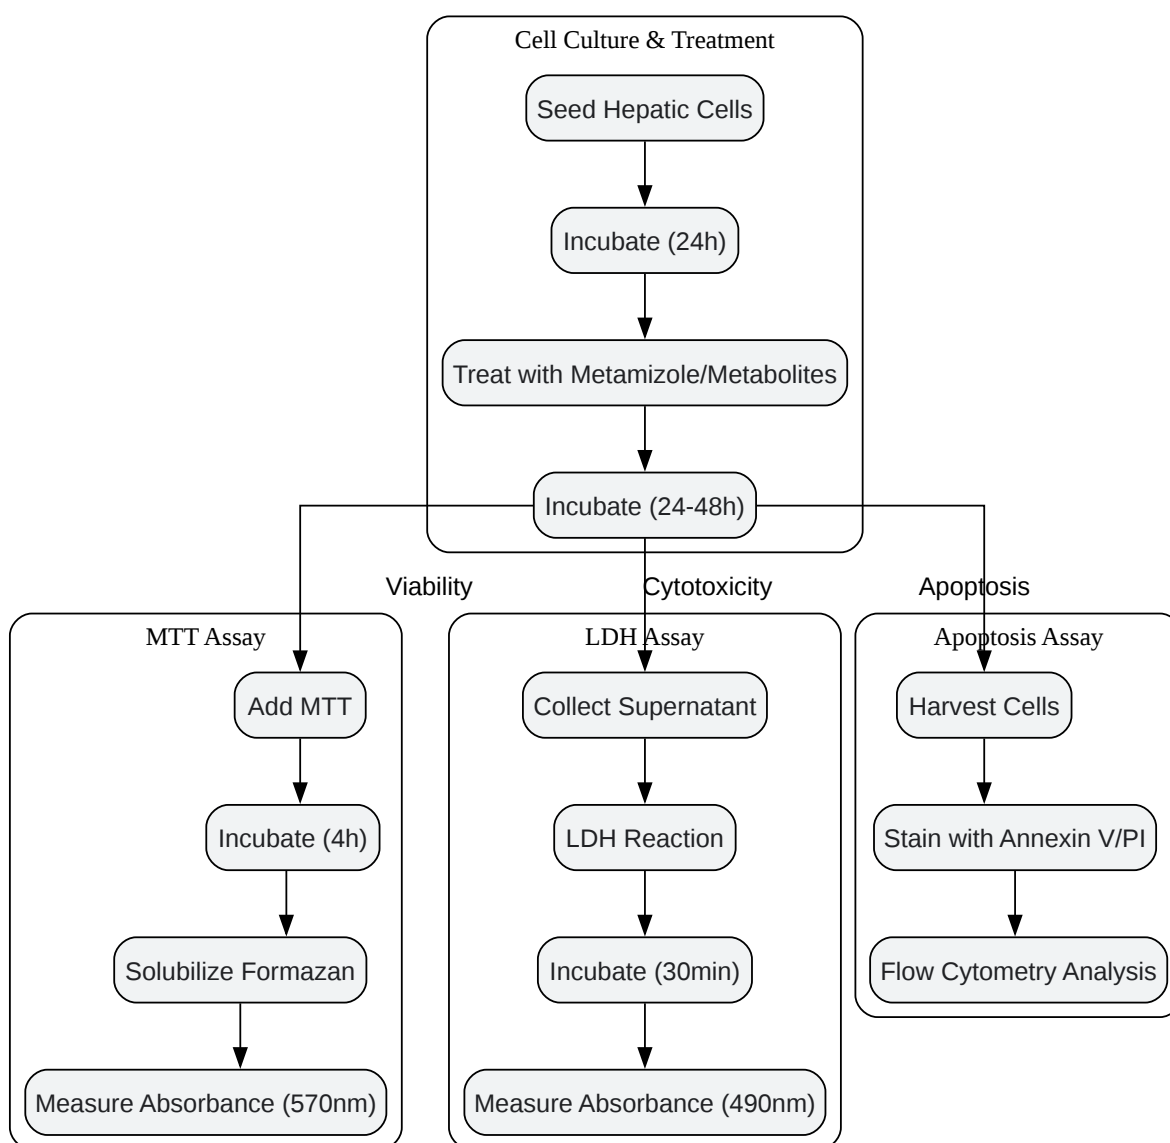 Cell Culture & Treatment
Seed Hepatic Cells
Incubate (24h)
Treat with Metamizole/Metabolites
Incubate (24-48h)
Viability
Cytotoxicity
Apoptosis
MTT Assay
Add MTT
Incubate (4h)
Solubilize Formazan
Measure Absorbance (570nm)
LDH Assay
Collect Supernatant
LDH Reaction
Incubate (30min)
Measure Absorbance (490nm)
Apoptosis Assay
Harvest Cells
Stain with Annexin V/PI
Flow Cytometry Analysis